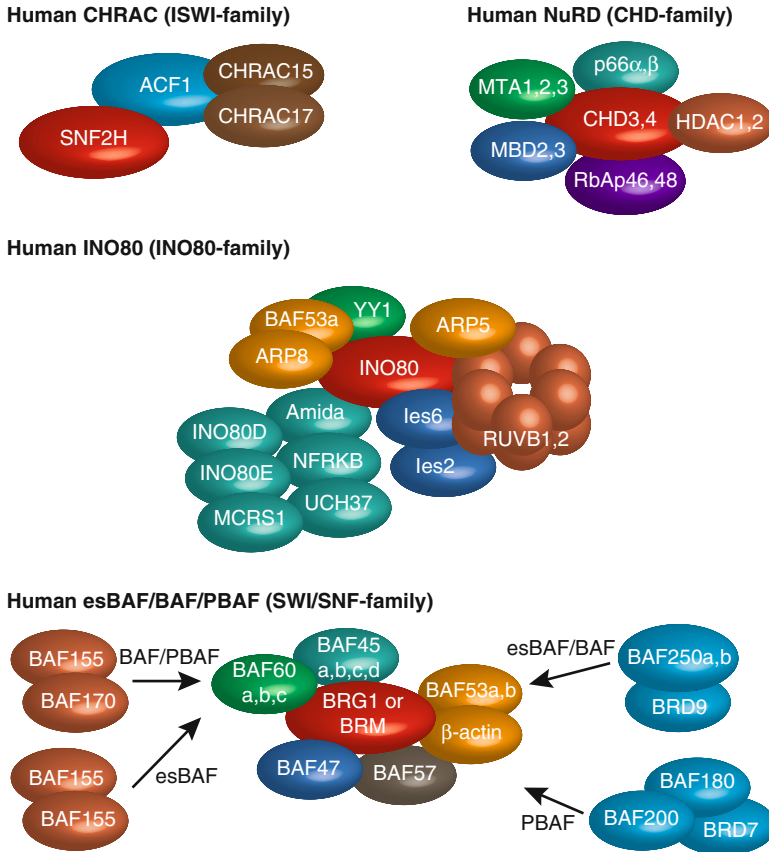 Human CHRAC (ISWI-family)
ACF1
CHRAC15
CHRAC17
SNF2H
Human NuRD (CHD-family)
p66α,β
MTA1,2,3
CHD3,4
HDAC1,2
MBD2,3
RbAp46,48
Human INO80 (INO80-family)
YY1
BAF53a
ARP5
ARP8
INO80
Amida
Ies6
RUVB1,2
INO80D
NFRKB
Ies2
INO80E
UCH37
MCRS1
Human esBAF/BAF/PBAF (SWI/SNF-family)
BAF155
BAF170
BAF/PBAF
BAF155
BAF155
esBAF
BAF45
a,b,c,d
BAF60
a,b,c
BRG1 or
BRM
BAF53a,b
β-actin
BAF47
BAF57
esBAF/BAF
BAF250a,b
BRD9
PBAF
BAF180
BAF200
BRD7